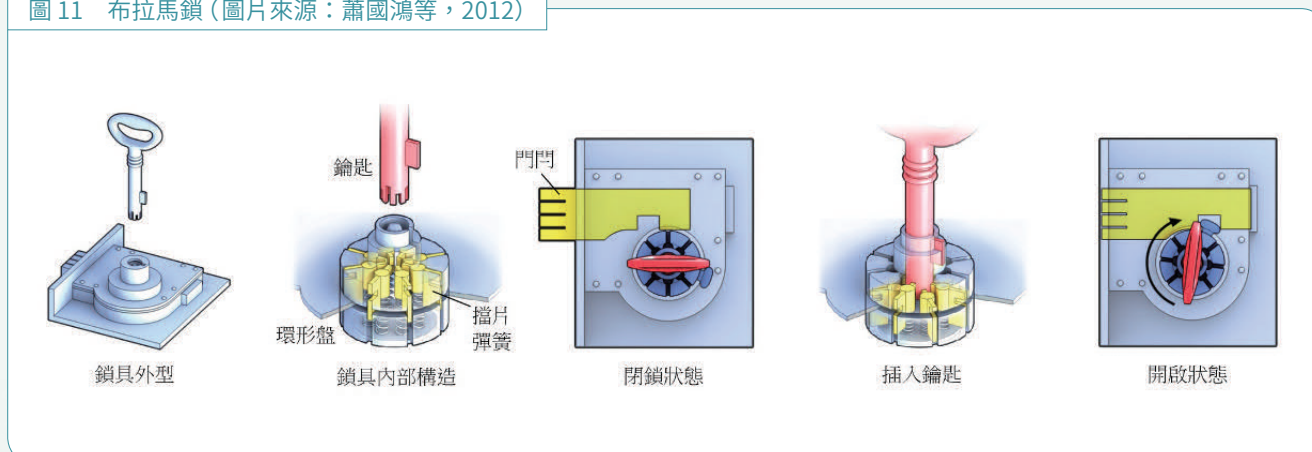 圖 11 布拉馬鎖（圖片來源：蕭國鴻等，2012）
鑰匙
門閂
環形盤
擋片
彈簧
鎖具外型
鎖具內部構造
閉鎖狀態
插入鑰匙
開啟狀態